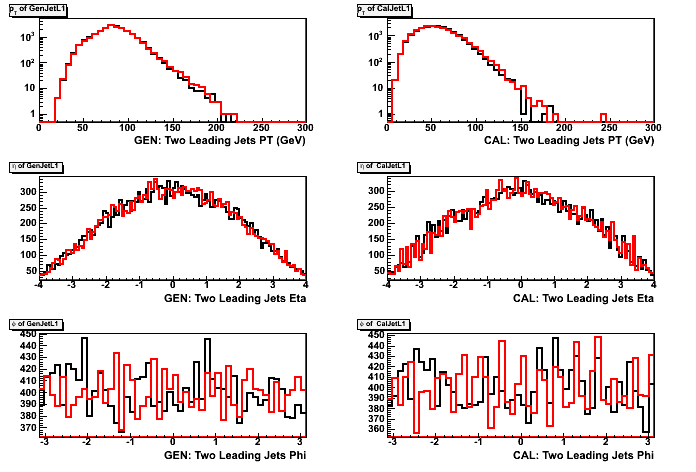 p_T of GenJetL1
10³
10²
10
1
0 50 100 150 200 250 300
GEN: Two Leading Jets PT (GeV)
p_T of CalJetL1
10³
10²
10
1
0 50 100 150 200 250 300
CAL: Two Leading Jets PT (GeV)
η of GenJetL1
300
250
200
150
100
50
-4 -3 -2 -1 0 1 2 3 4
GEN: Two Leading Jets Eta
η of CalJetL1
300
250
200
150
100
50
-4 -3 -2 -1 0 1 2 3 4
CAL: Two Leading Jets Eta
φ of GenJetL1
450
440
430
420
410
400
390
380
370
-3 -2 -1 0 1 2 3
GEN: Two Leading Jets Phi
φ of CalJetL1
450
440
430
420
410
400
390
380
370
360
-3 -2 -1 0 1 2 3
CAL: Two Leading Jets Phi